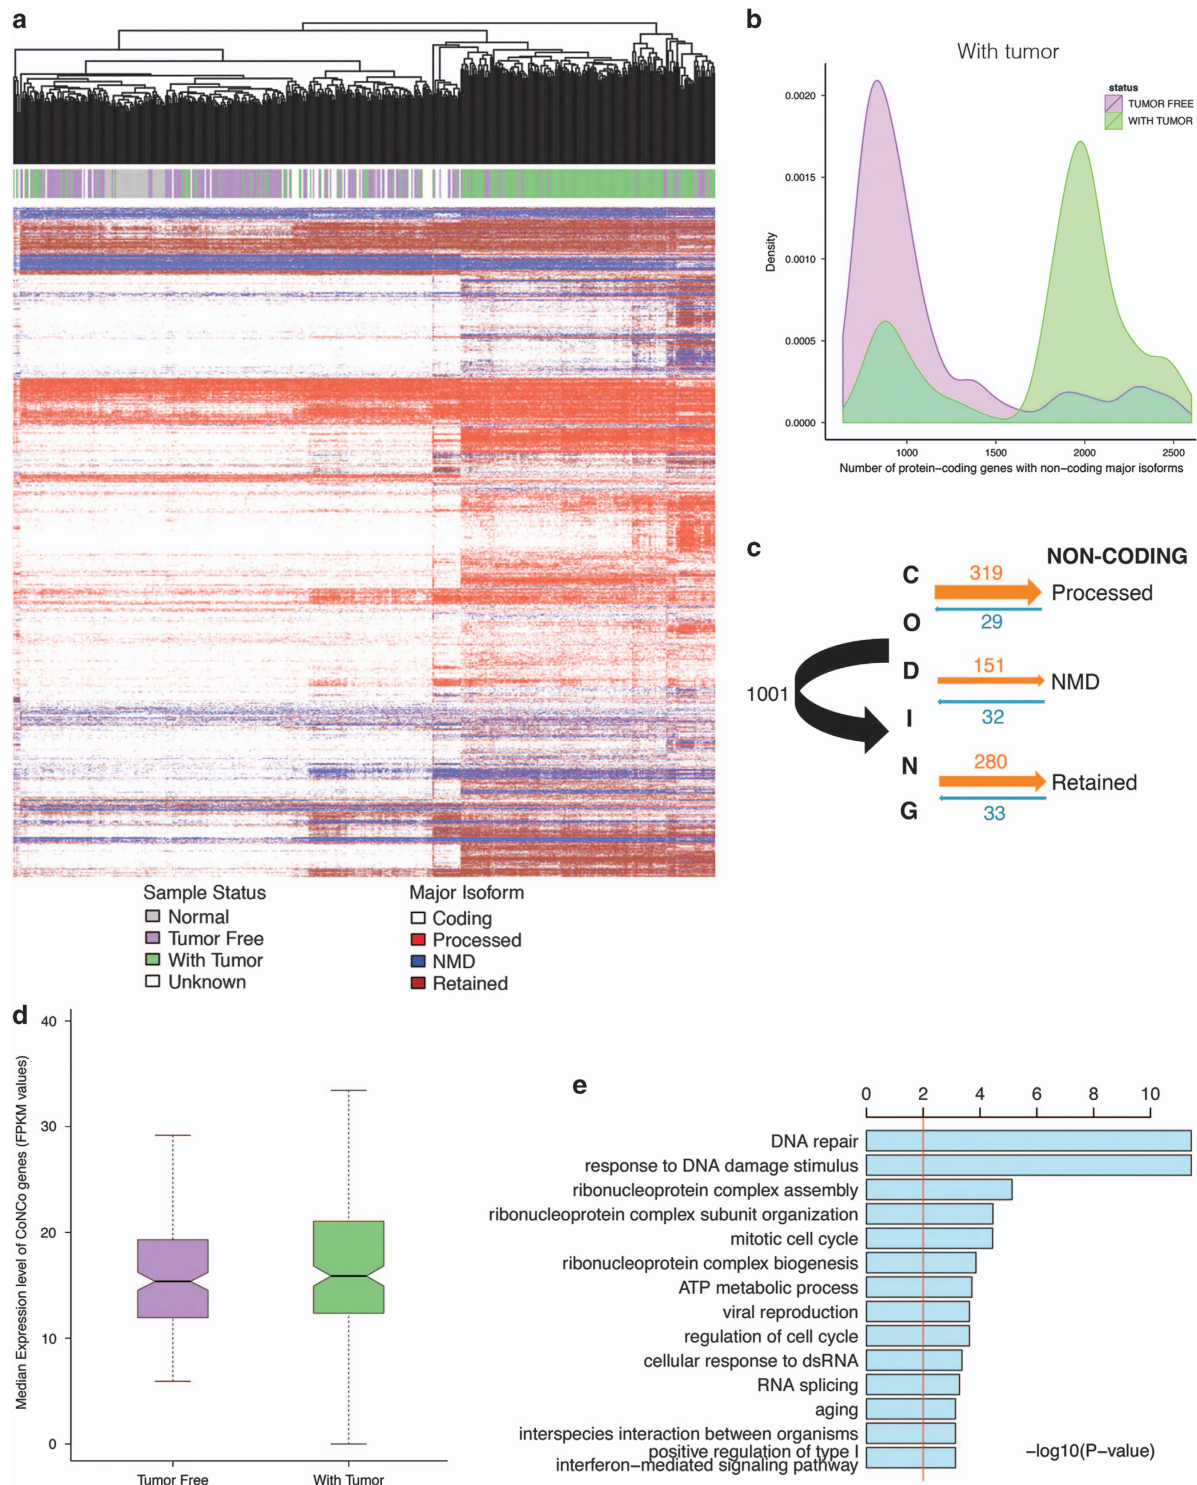 a
Sample Status
Normal
Tumor Free
With Tumor
Unknown
Major Isoform
Coding
Processed
NMD
Retained
b
With tumor
status
TUMOR FREE
WITH TUMOR
Density
0.0020
0.0015
0.0010
0.0005
0.0000
1000 1500 2000 2500
Number of protein−coding genes with non−coding major isoforms
c
NON-CODING
C
O
D
I
N
G
1001
319
Processed
29
151
NMD
32
280
Retained
33
d
Median Expression level of CoNCo genes (FPKM values)
40
30
20
10
0
Tumor Free With Tumor
e
0 2 4 6 8 10
DNA repair
response to DNA damage stimulus
ribonucleoprotein complex assembly
ribonucleoprotein complex subunit organization
mitotic cell cycle
ribonucleoprotein complex biogenesis
ATP metabolic process
viral reproduction
regulation of cell cycle
cellular response to dsRNA
RNA splicing
aging
interspecies interaction between organisms
positive regulation of type I
interferon−mediated signaling pathway
−log10(P−value)